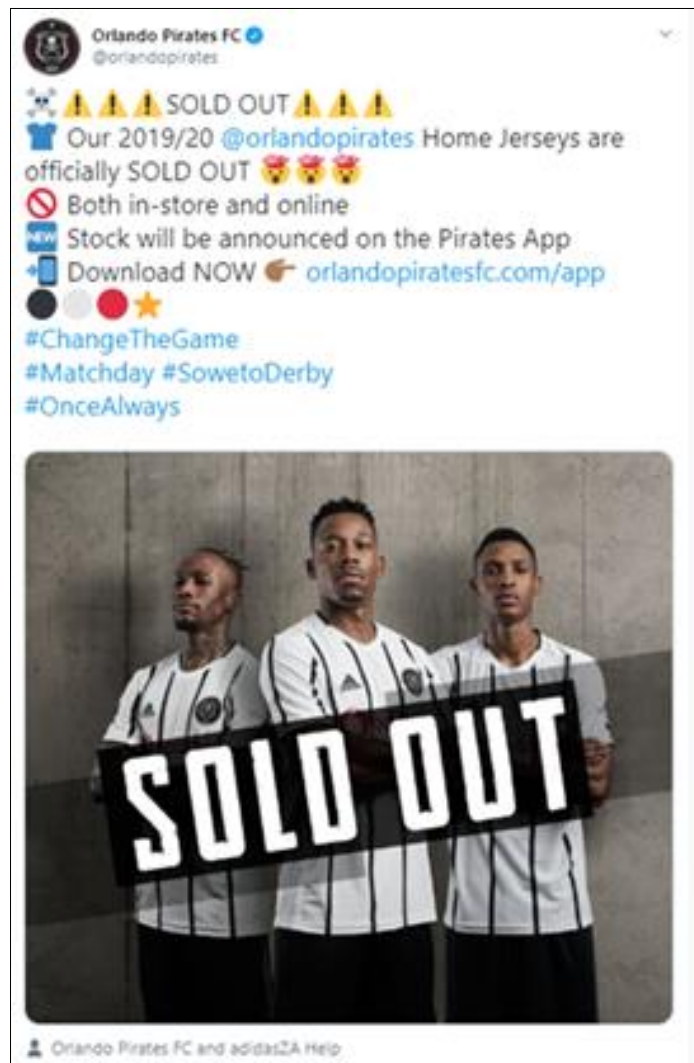 Orlando Pirates FC
@orlandopirates
☠️⚠️⚠️⚠️SOLD OUT⚠️⚠️⚠️
👕 Our 2019/20 @orlandopirates Home Jerseys are
officially SOLD OUT 🤯🤯🤯
🚫 Both in-store and online
🆕 Stock will be announced on the Pirates App
📲 Download NOW 👉🏾 orlandopiratesfc.com/app
⚫⚪🔴⭐
#ChangeTheGame
#Matchday #SowetoDerby
#OnceAlways
SOLD OUT
Orlando Pirates FC and adidasZA Help